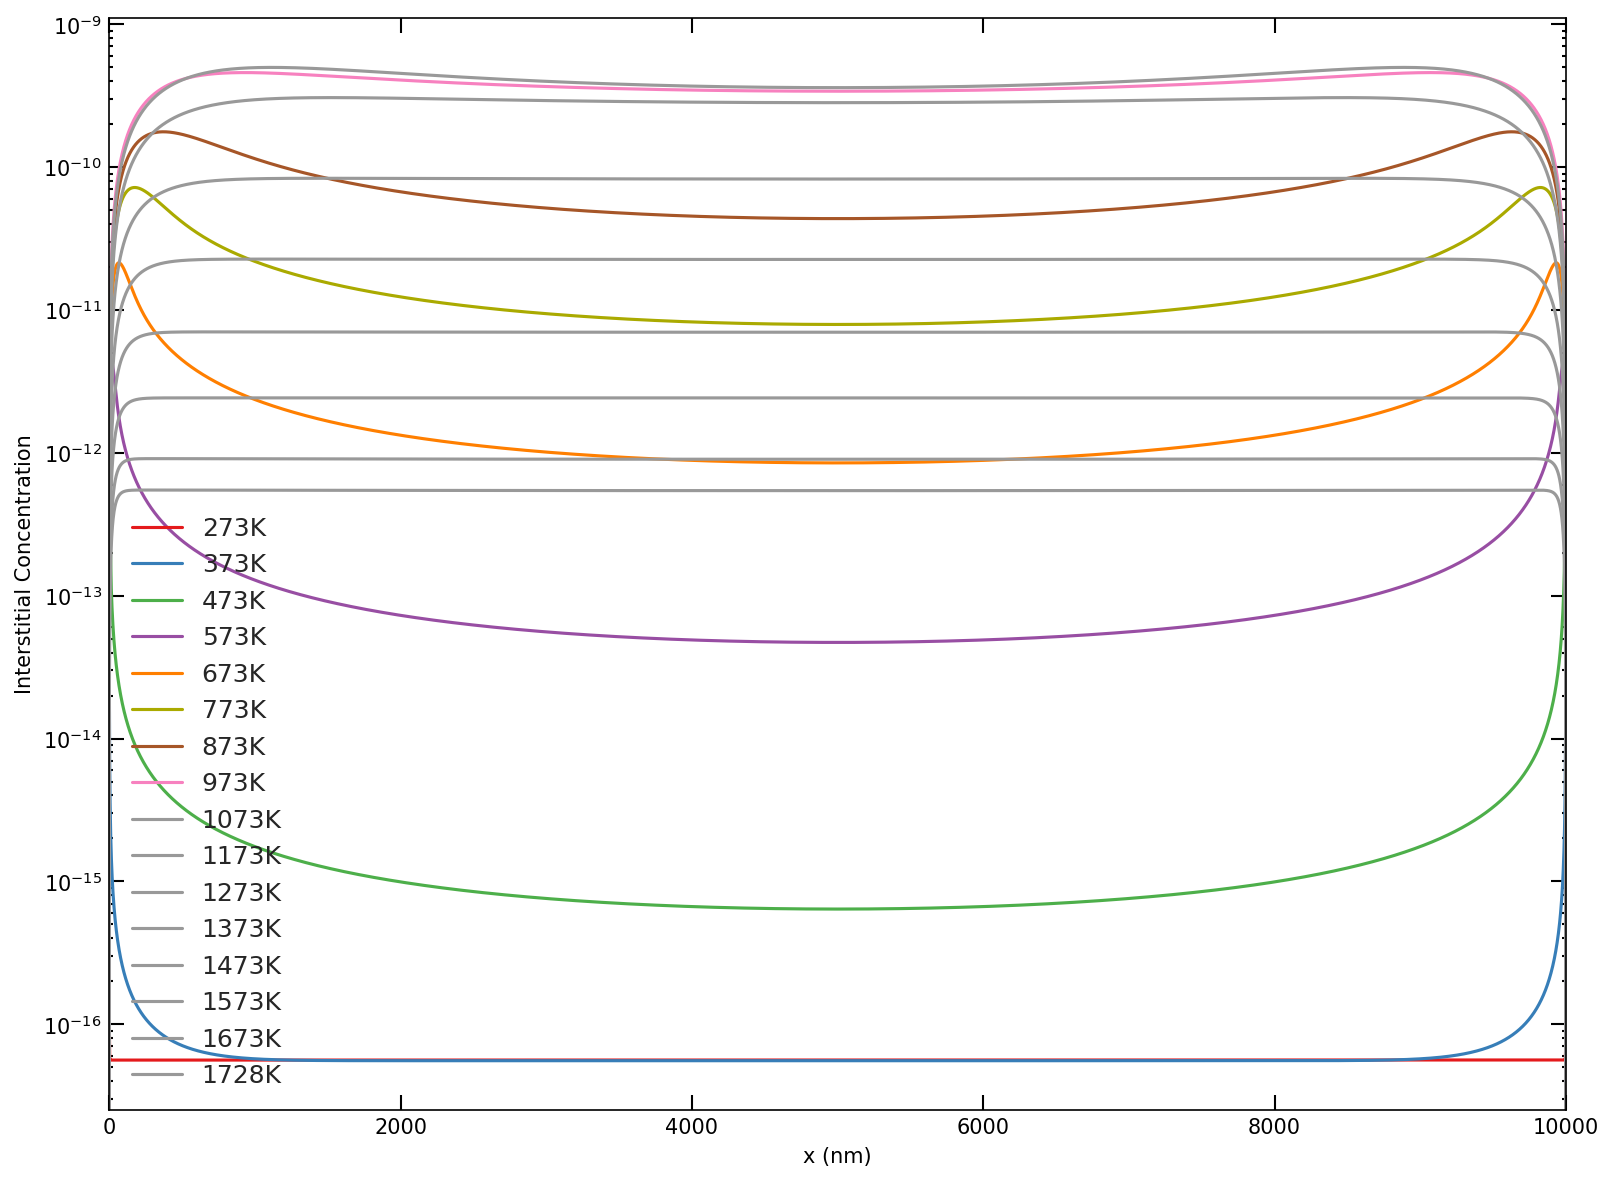 10⁻⁹
10⁻¹⁰
10⁻¹¹
10⁻¹²
10⁻¹³
10⁻¹⁴
10⁻¹⁵
10⁻¹⁶
Interstitial Concentration
273K
373K
473K
573K
673K
773K
873K
973K
1073K
1173K
1273K
1373K
1473K
1573K
1673K
1728K
0 2000 4000 6000 8000 10000
x (nm)